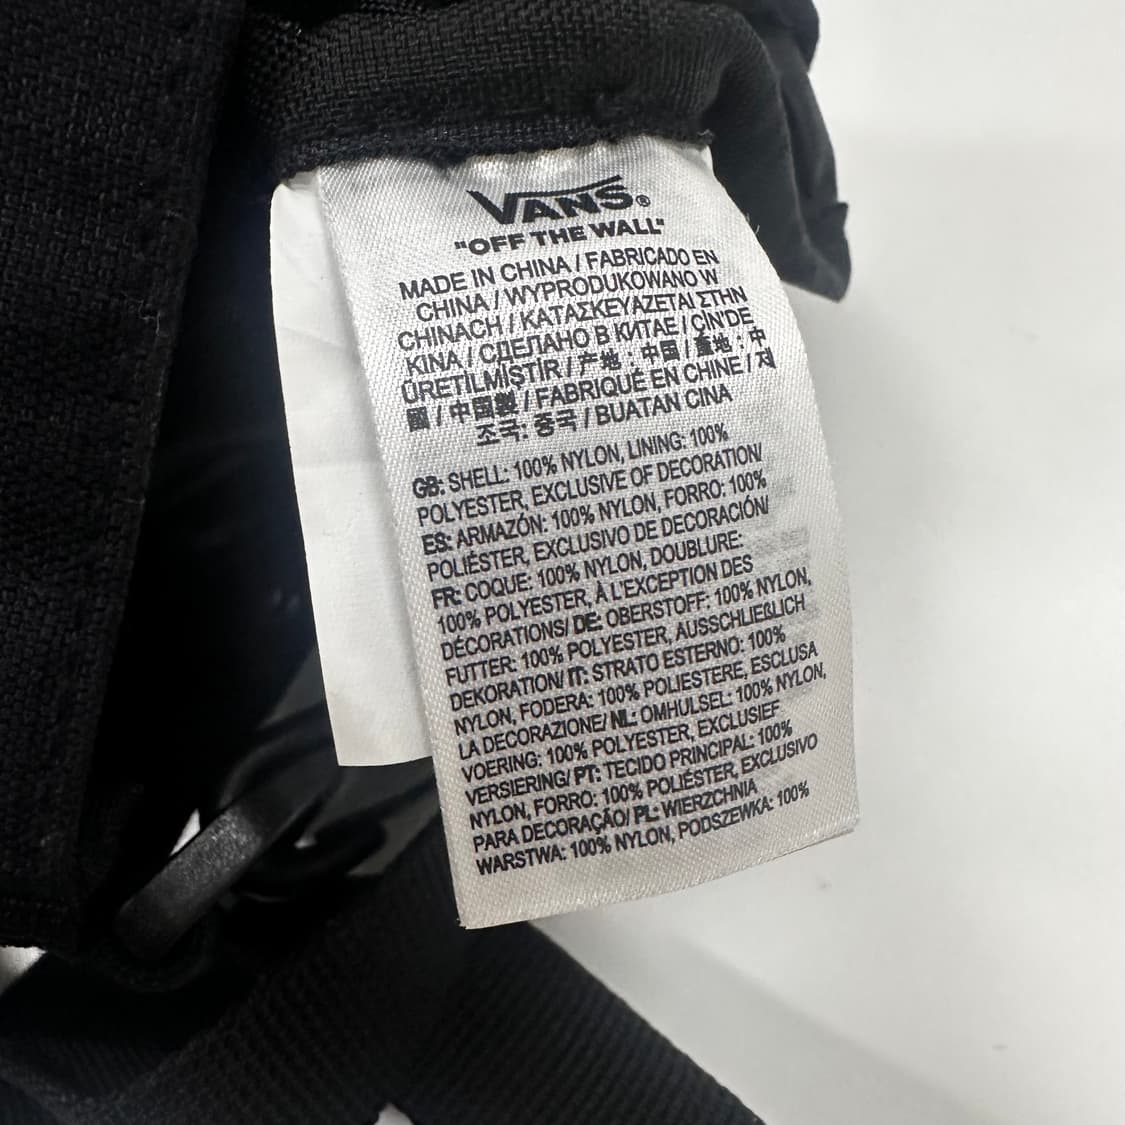 VANS®
"OFF THE WALL"
MADE IN CHINA / FABRICADO EN
CHINA / WYPRODUKOWANO W
CHINACH / ΚΑΤΑΣΚΕΥΑΖΕΤΑΙ ΣΤΗΝ
ΚΙΝΑ / СДЕЛАНО В КИТАЕ / ÇİN'DE
ÜRETİLMİŞTİR / 产地 : 中国 / 產地 : 中
國 / 中国製 / FABRIQUÉ EN CHINE / 제
조국: 중국 / BUATAN CINA
GB: SHELL: 100% NYLON, LINING: 100%
POLYESTER, EXCLUSIVE OF DECORATION/
ES: ARMAZÓN: 100% NYLON, FORRO: 100%
POLIÉSTER, EXCLUSIVO DE DECORACIÓN/
FR: COQUE: 100% NYLON, DOUBLURE:
100% POLYESTER, À L'EXCEPTION DES
DÉCORATIONS/ DE: OBERSTOFF: 100% NYLON,
FUTTER: 100% POLYESTER, AUSSCHLIEßLICH
DEKORATION/ IT: STRATO ESTERNO: 100%
NYLON, FODERA: 100% POLIESTERE, ESCLUSA
LA DECORAZIONE/ NL: OMHULSEL: 100% NYLON,
VOERING: 100% POLYESTER, EXCLUSIEF
VERSIERING/ PT: TECIDO PRINCIPAL: 100%
NYLON, FORRO: 100% POLIÉSTER, EXCLUSIVO
PARA DECORAÇÃO/ PL: WIERZCHNIA
WARSTWA: 100% NYLON, PODSZEWKA: 100%